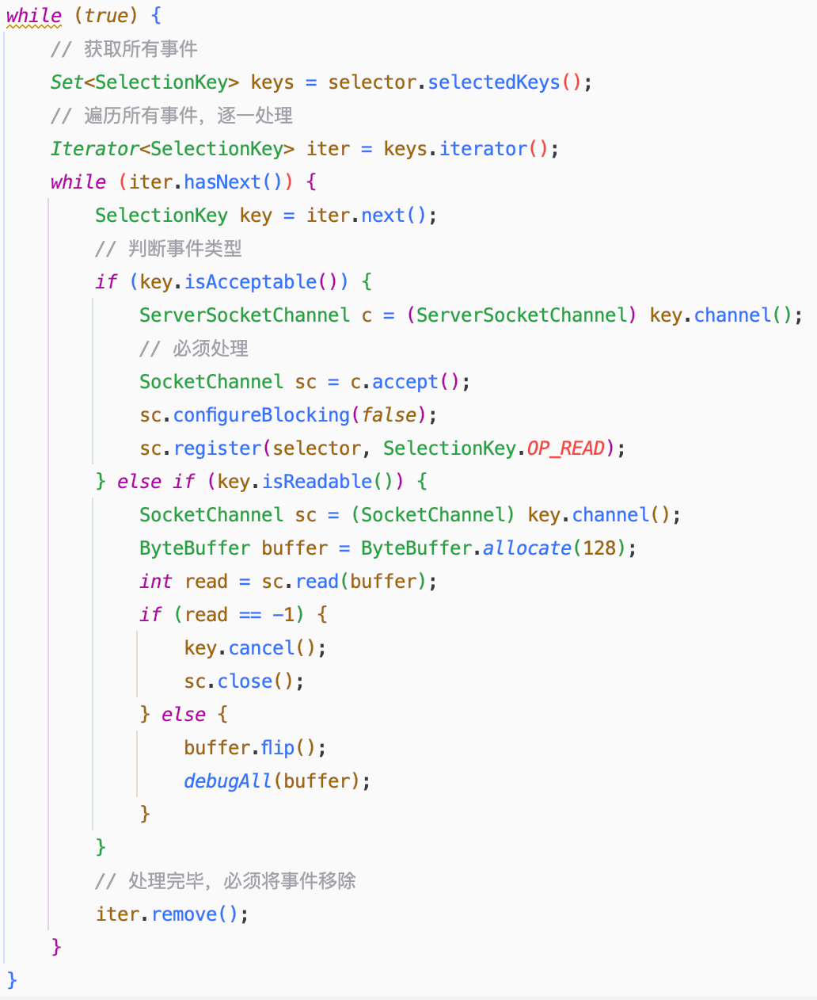 while (true) {
    // 获取所有事件
    Set<SelectionKey> keys = selector.selectedKeys();
    // 遍历所有事件，逐一处理
    Iterator<SelectionKey> iter = keys.iterator();
    while (iter.hasNext()) {
        SelectionKey key = iter.next();
        // 判断事件类型
        if (key.isAcceptable()) {
            ServerSocketChannel c = (ServerSocketChannel) key.channel();
            // 必须处理
            SocketChannel sc = c.accept();
            sc.configureBlocking(false);
            sc.register(selector, SelectionKey.OP_READ);
        } else if (key.isReadable()) {
            SocketChannel sc = (SocketChannel) key.channel();
            ByteBuffer buffer = ByteBuffer.allocate(128);
            int read = sc.read(buffer);
            if (read == -1) {
                key.cancel();
                sc.close();
            } else {
                buffer.flip();
                debugAll(buffer);
            }
        }
        // 处理完毕，必须将事件移除
        iter.remove();
    }
}